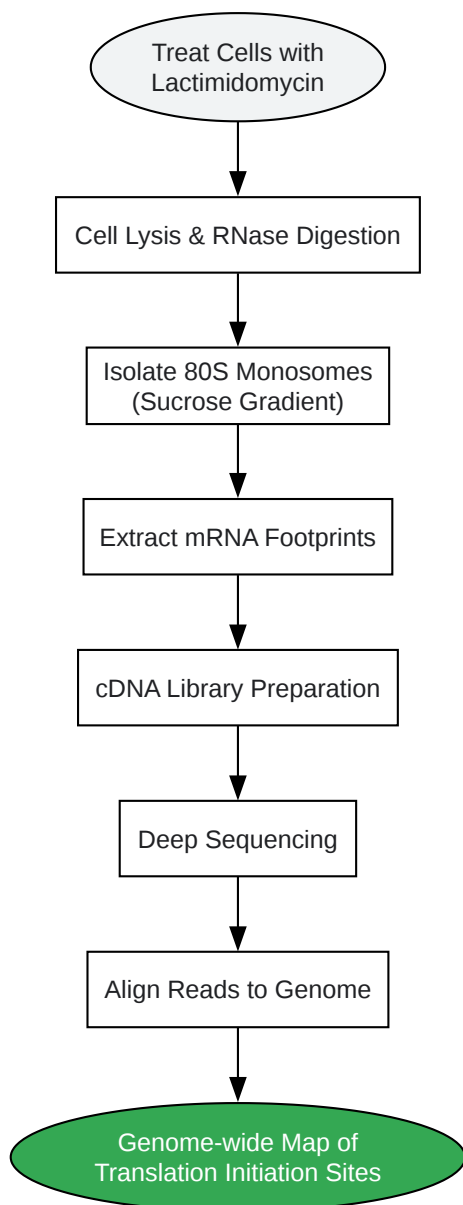 Treat Cells with
Lactimidomycin
Cell Lysis & RNase Digestion
Isolate 80S Monosomes
(Sucrose Gradient)
Extract mRNA Footprints
cDNA Library Preparation
Deep Sequencing
Align Reads to Genome
Genome-wide Map of
Translation Initiation Sites